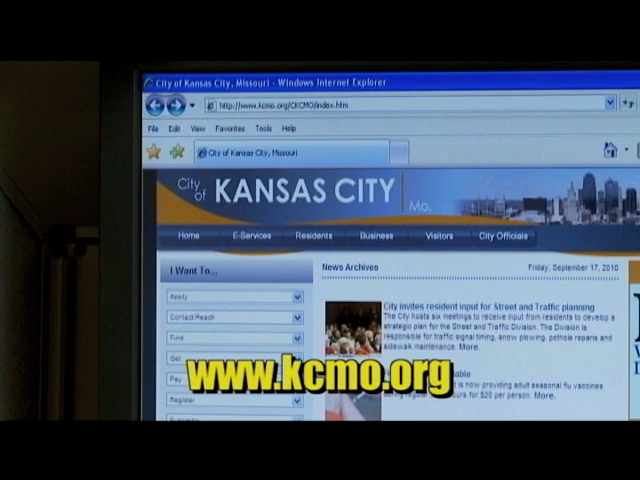 City of Kansas City, Missouri - Windows Internet Explorer
http://www.kcmo.org/CKCMO/index.htm
File Edit View Favorites Tools Help
City of Kansas City, Missouri
City of KANSAS CITY Mo.
Home E-Services Residents Business Visitors City Officials
I Want To...
News Archives
Friday, September 17, 2010
Apply
Contact/Reach
Find
Get
Pay
Register
City invites resident input for Street and Traffic planning
The City hosts six meetings to receive input from residents to develop a
strategic plan for the Street and Traffic Division. The Division is
responsible for traffic signal timing, snow plowing, pothole repairs and
sidewalk maintenance. More.
is now providing adult seasonal flu vaccines
for $20 per person. More.
www.kcmo.org